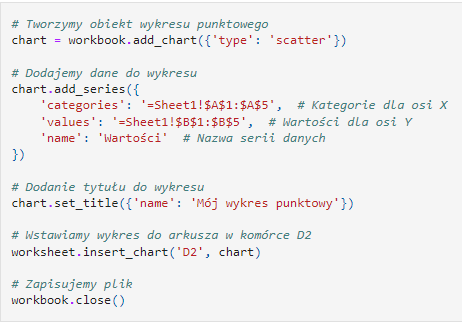 # Tworzymy obiekt wykresu punktowego
chart = workbook.add_chart({'type': 'scatter'})

# Dodajemy dane do wykresu
chart.add_series({
    'categories': '=Sheet1!$A$1:$A$5',  # Kategorie dla osi X
    'values': '=Sheet1!$B$1:$B$5',  # Wartości dla osi Y
    'name': 'Wartości'  # Nazwa serii danych
})

# Dodanie tytułu do wykresu
chart.set_title({'name': 'Mój wykres punktowy'})

# Wstawiamy wykres do arkusza w komórce D2
worksheet.insert_chart('D2', chart)

# Zapisujemy plik
workbook.close()